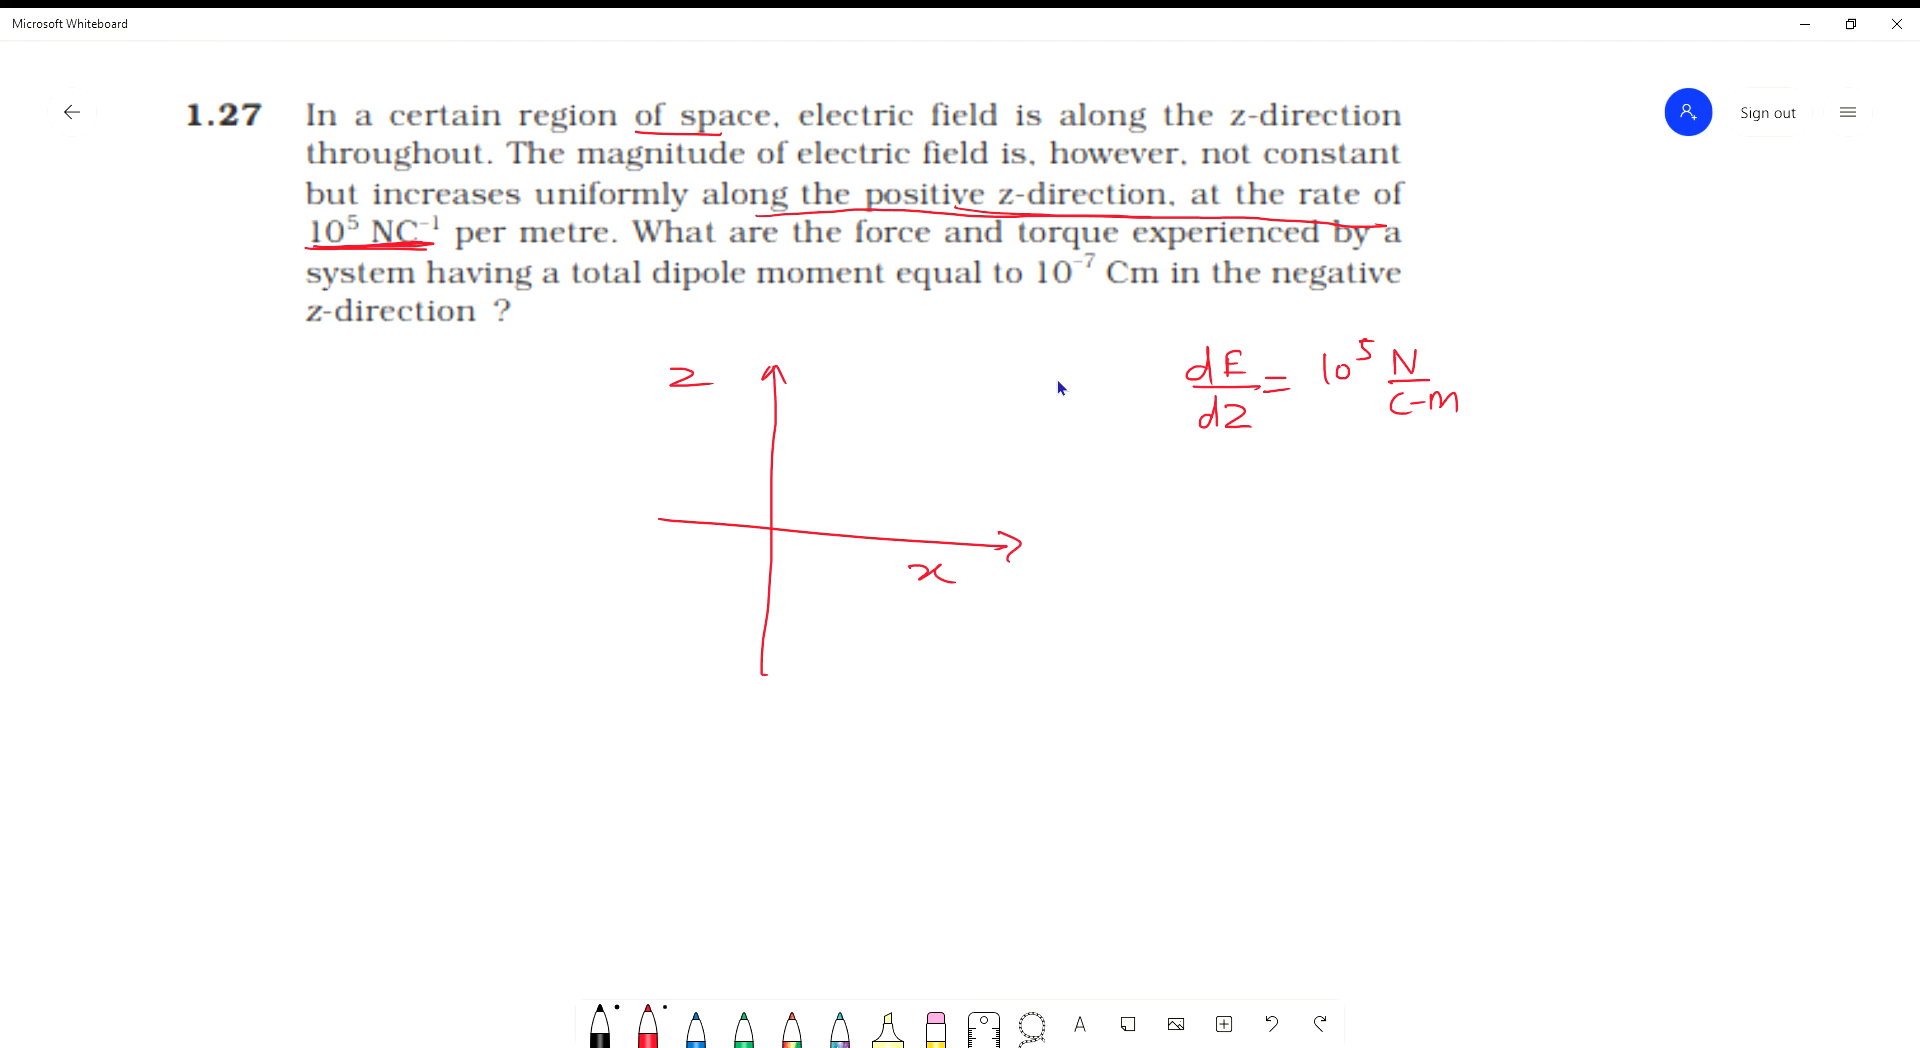 Microsoft Whiteboard
Sign out
1.27 In a certain region of space, electric field is along the z-direction
throughout. The magnitude of electric field is, however, not constant
but increases uniformly along the positive z-direction, at the rate of
10⁵ NC⁻¹ per metre. What are the force and torque experienced by a
system having a total dipole moment equal to 10⁻⁷ Cm in the negative
z-direction ?
z
dE/dz = 10⁵ N/C-m
x
A